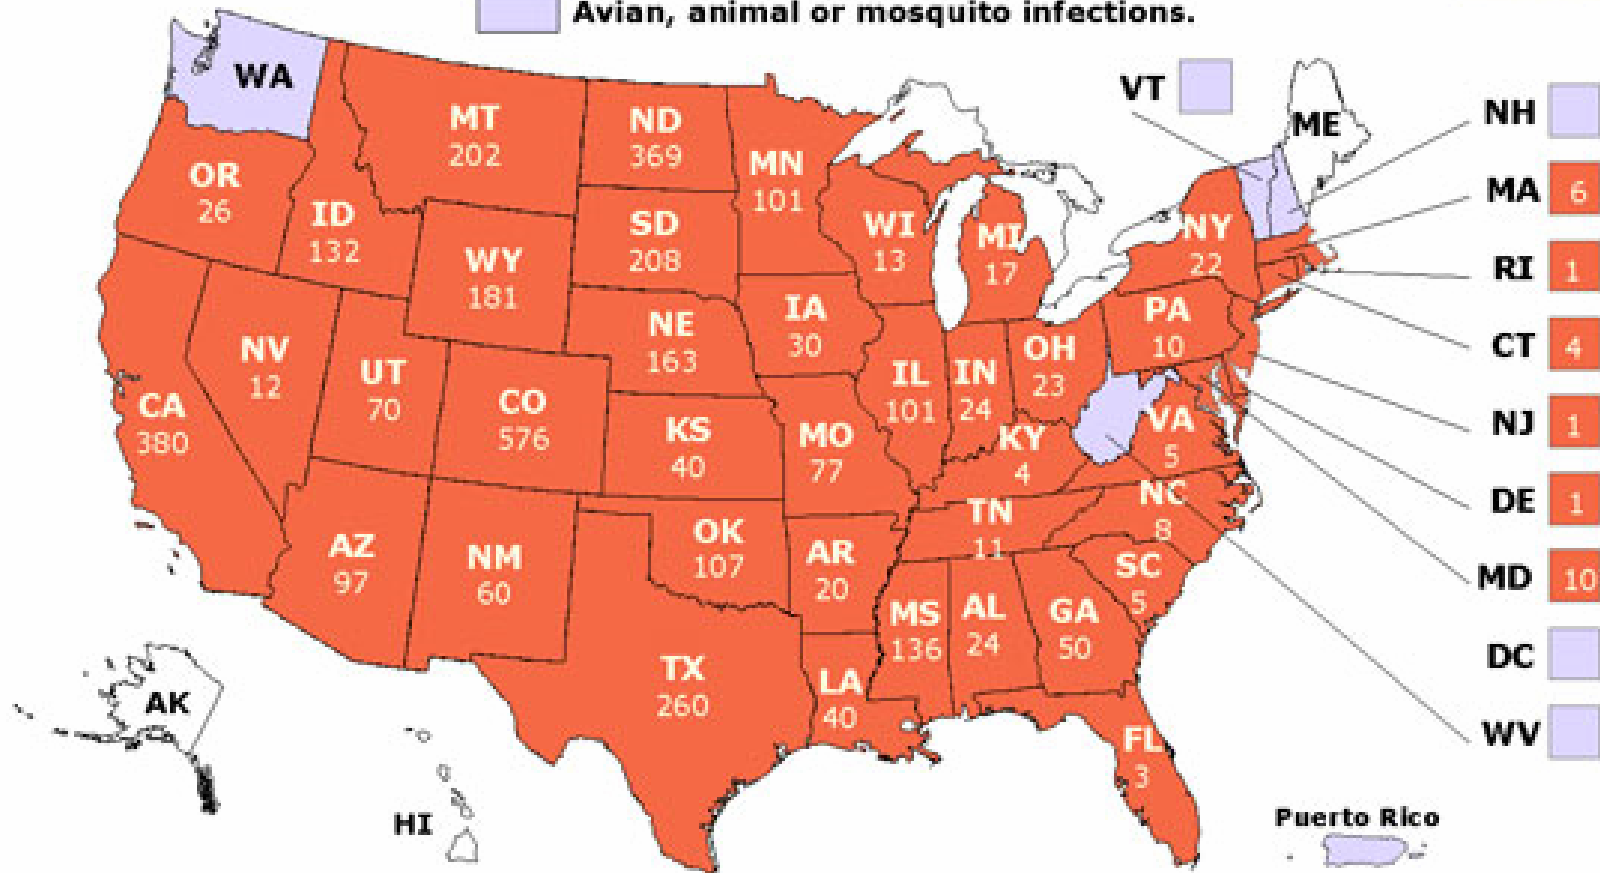 Avian, animal or mosquito infections.
WA
VT
NH
ME
MT
202
ND
369
MN
101
OR
26
ID
132
MA
6
WY
181
SD
208
WI
13
MI
17
NY
22
RI
1
NV
12
UT
70
CO
576
NE
163
IA
30
IL
101
IN
24
OH
23
PA
10
CT
4
CA
380
KS
40
MO
77
KY
4
VA
5
NJ
1
AZ
97
NM
60
OK
107
AR
20
TN
11
NC
8
DE
1
SC
5
MD
10
MS
136
AL
24
GA
50
DC
TX
260
LA
40
AK
WV
FL
3
HI
Puerto Rico